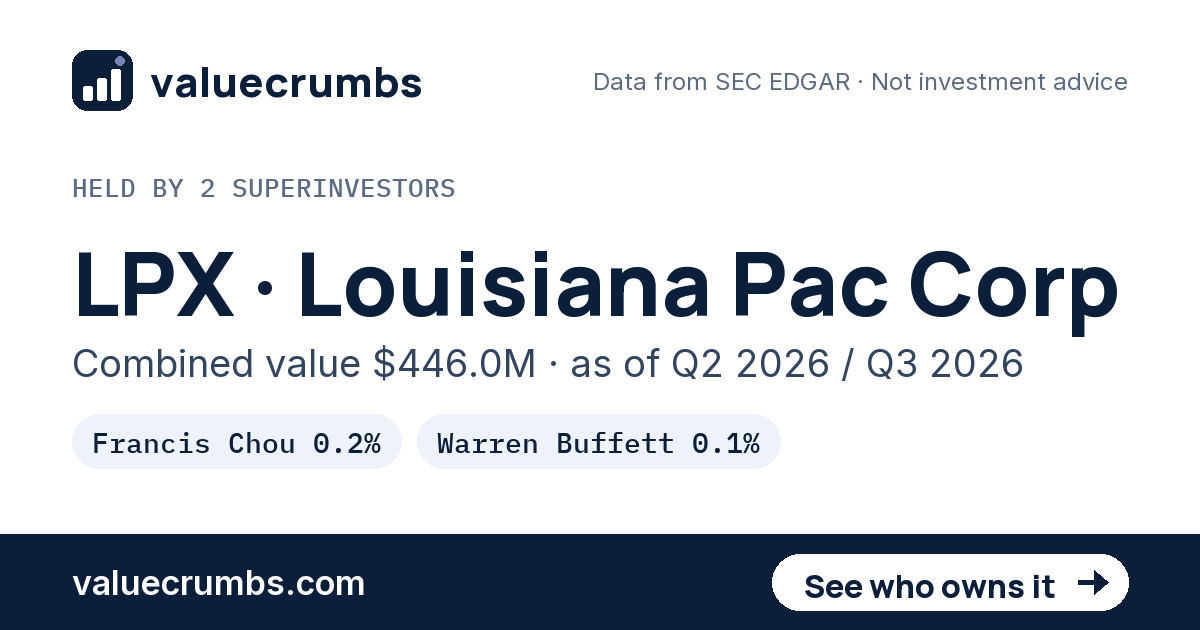 valuecrumbs
Data from SEC EDGAR · Not investment advice
HELD BY 2 SUPERINVESTORS
LPX · Louisiana Pac Corp
Combined value $446.0M · as of Q2 2026 / Q3 2026
Francis Chou 0.2%
Warren Buffett 0.1%
valuecrumbs.com
See who owns it →